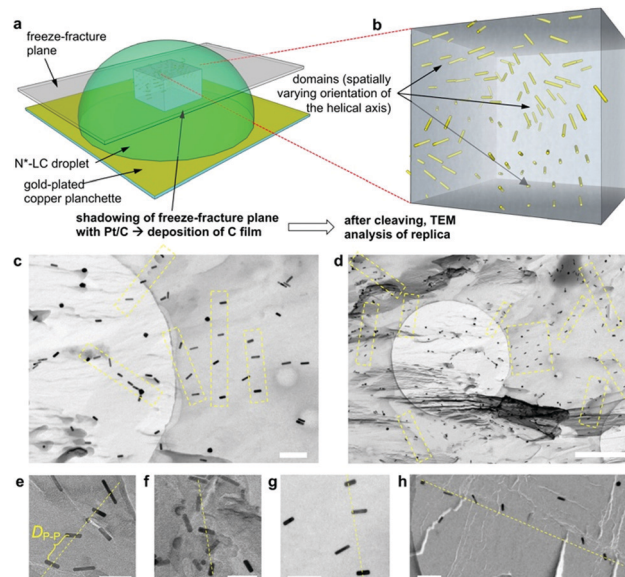 a
freeze-fracture
plane
N*-LC droplet
gold-plated
copper planchette
shadowing of freeze-fracture plane
with Pt/C → deposition of C film
b
domains (spatially
varying orientation
of the helical axis)
after cleaving, TEM
analysis of replica
c
d
e
DP-P
f
g
h